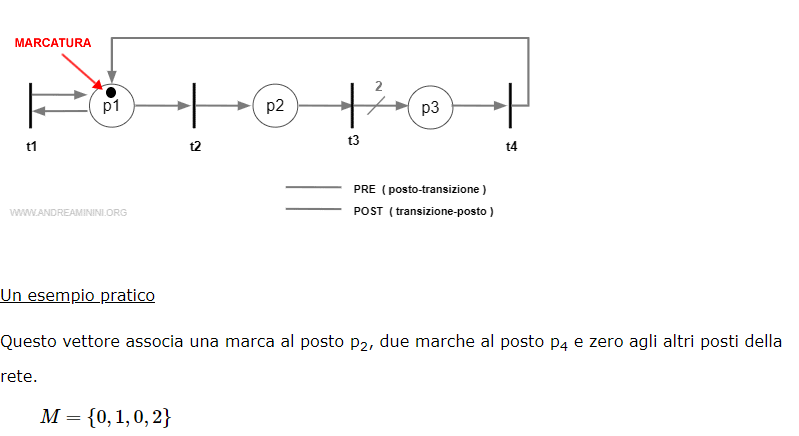 MARCATURA
2
p1 p2 p3
t1 t2 t3 t4
PRE ( posto-transizione )
WWW.ANDREAMININI.ORG
POST ( transizione-posto )
Un esempio pratico
Questo vettore associa una marca al posto p₂, due marche al posto p₄ e zero agli altri posti della
rete.
M = {0, 1, 0, 2}